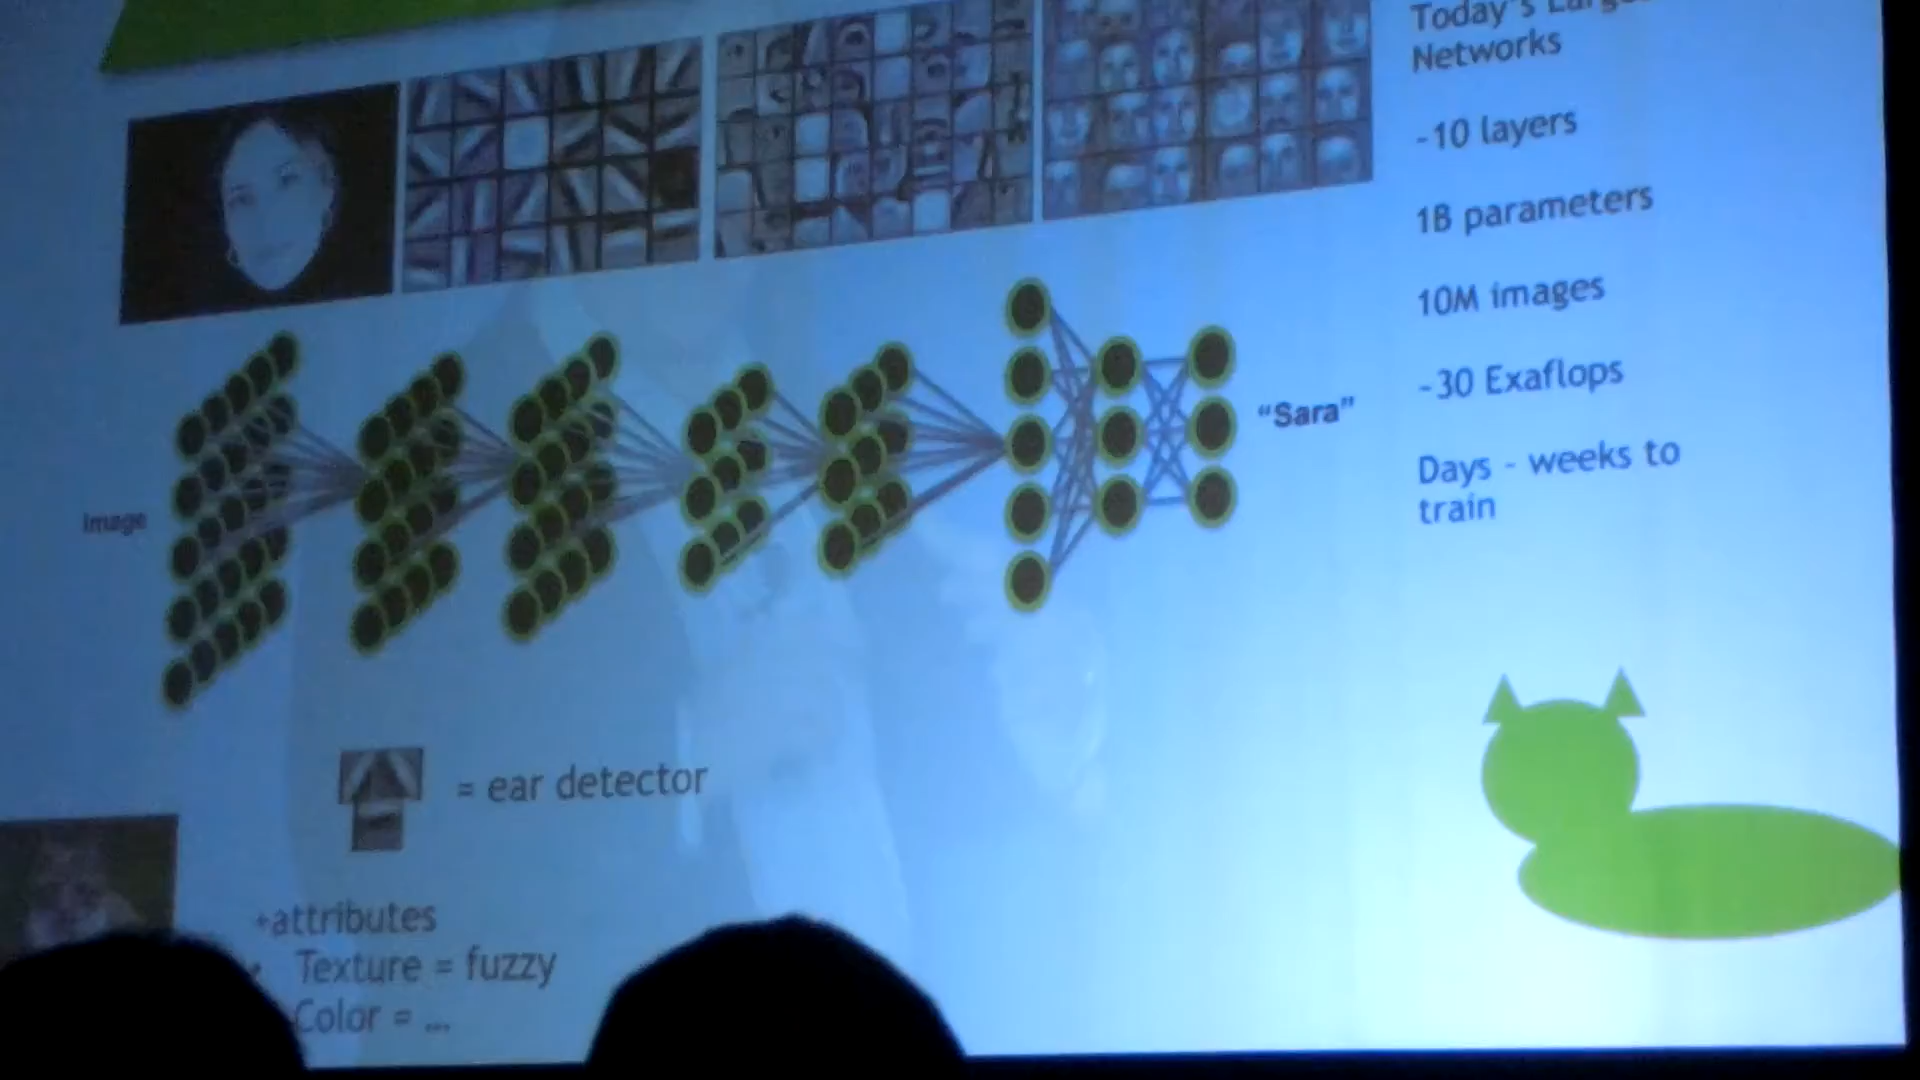 Today's
Networks
-10 layers
1B parameters
10M images
-30 Exaflops
Days - weeks to
train
Image
"Sara"
= ear detector
+attributes
Texture = fuzzy
Color = ...